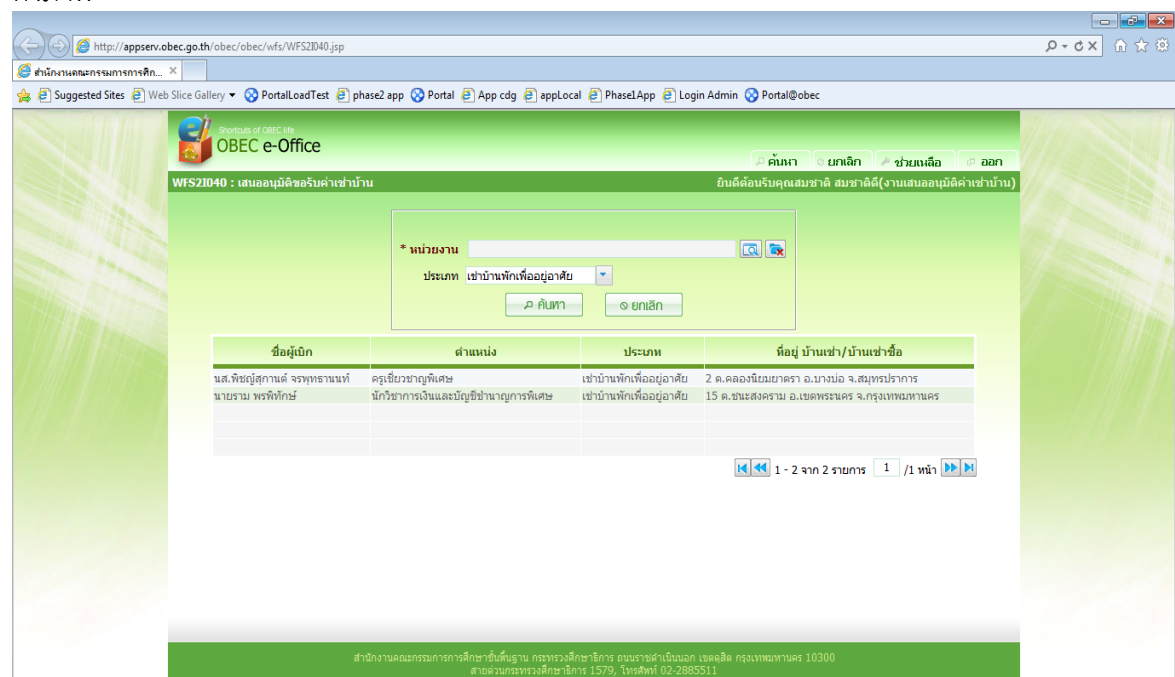 http://appserv.obec.go.th/obec/obec/wfs/WFS2I040.jsp
สำนักงานคณะกรรมการการศึก...
Suggested Sites Web Slice Gallery PortalLoadTest phase2 app Portal App cdg appLocal Phase1App Login Admin Portal@obec
Shortcuts of OBEC life
OBEC e-Office
ค้นหา ยกเลิก ช่วยเหลือ ออก
WFS2I040 : เสนออนุมัติขอรับค่าเช่าบ้าน ยินดีต้อนรับคุณสมชาติ สมชาติดี(งานเสนออนุมัติค่าเช่าบ้าน)
* หน่วยงาน
ประเภท เช่าบ้านพักเพื่ออยู่อาศัย
ค้นหา ยกเลิก
ชื่อผู้เบิก ตำแหน่ง ประเภท ที่อยู่ บ้านเช่า/บ้านเช่าซื้อ
นส.พิชญ์สุกานต์ จรพุทธานนท์ ครูเชี่ยวชาญพิเศษ เช่าบ้านพักเพื่ออยู่อาศัย 2 ต.คลองนิยมยาตรา อ.บางบ่อ จ.สมุทรปราการ
นายราม พรพิทักษ์ นักวิชาการเงินและบัญชีชำนาญการพิเศษ เช่าบ้านพักเพื่ออยู่อาศัย 15 ต.ชนะสงคราม อ.เขตพระนคร จ.กรุงเทพมหานคร
1 - 2 จาก 2 รายการ 1 /1 หน้า
สำนักงานคณะกรรมการการศึกษาขั้นพื้นฐาน กระทรวงศึกษาธิการ ถนนราชดำเนินนอก เขตดุสิต กรุงเทพมหานคร 10300
สายด่วนกระทรวงศึกษาธิการ 1579, โทรศัพท์ 02-2885511